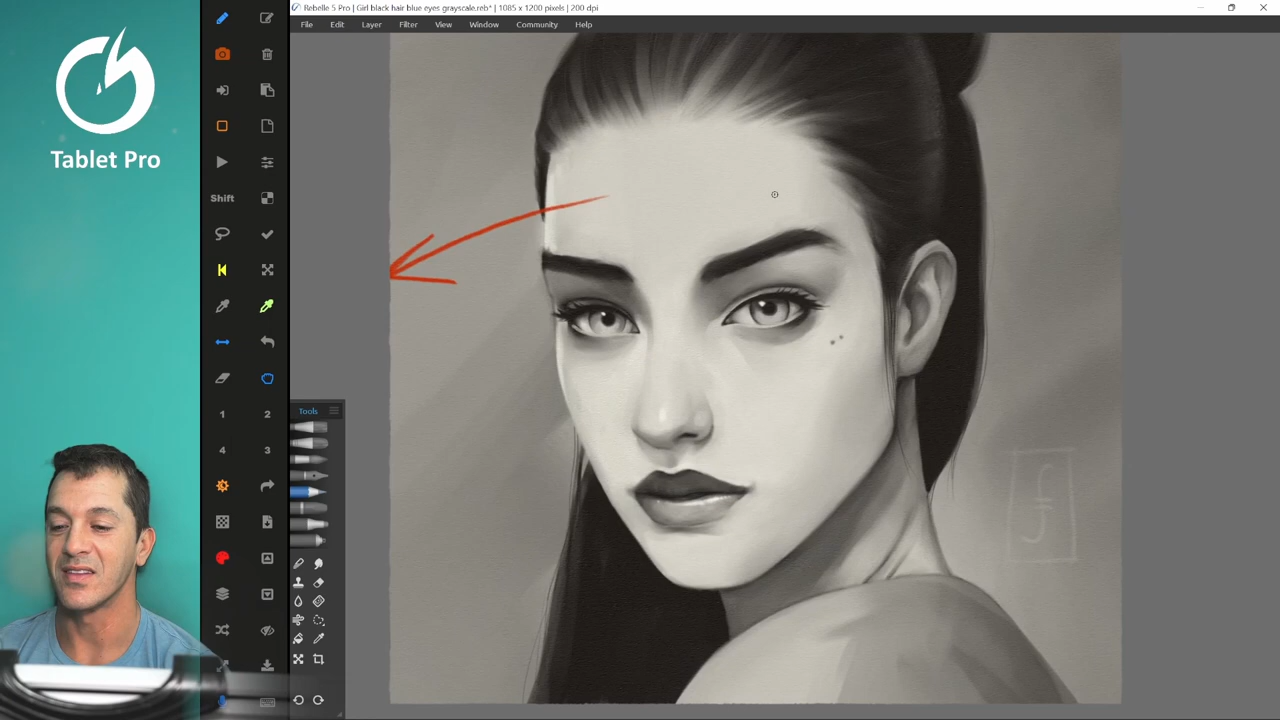 Rebelle 5 Pro | Girl black hair blue eyes grayscale.reb* | 1085 x 1200 pixels | 200 dpi
File Edit Layer Filter View Window Community Help
Tablet Pro
Shift
Tools
1 2
4 3